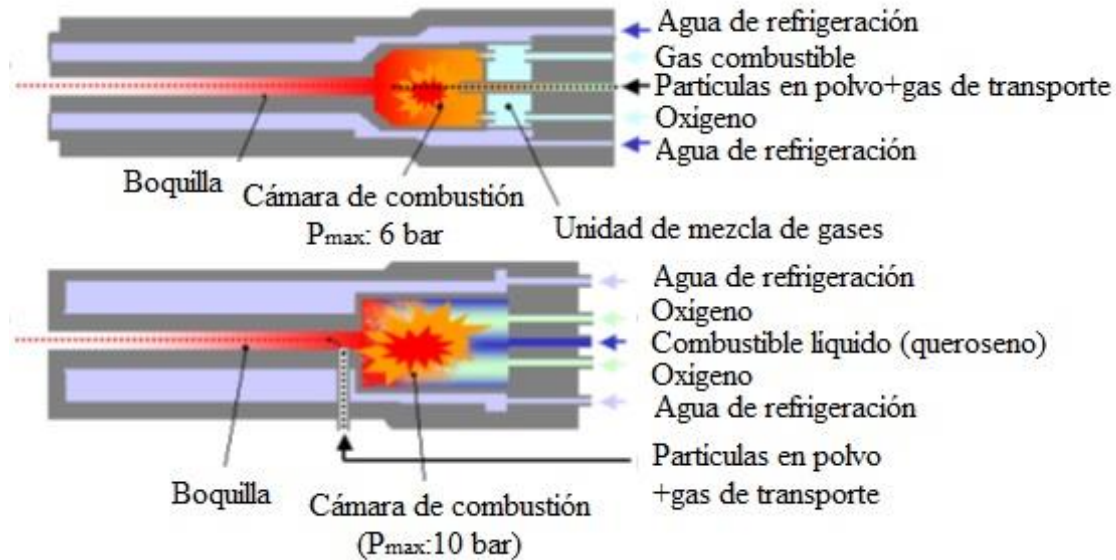 Agua de refrigeración
Gas combustible
Partículas en polvo+gas de transporte
Oxígeno
Agua de refrigeración
Boquilla
Cámara de combustión
Pmax: 6 bar
Unidad de mezcla de gases
Agua de refrigeración
Oxígeno
Combustible líquido (queroseno)
Oxígeno
Agua de refrigeración
Partículas en polvo
+gas de transporte
Boquilla
Cámara de combustión
(Pmax:10 bar)